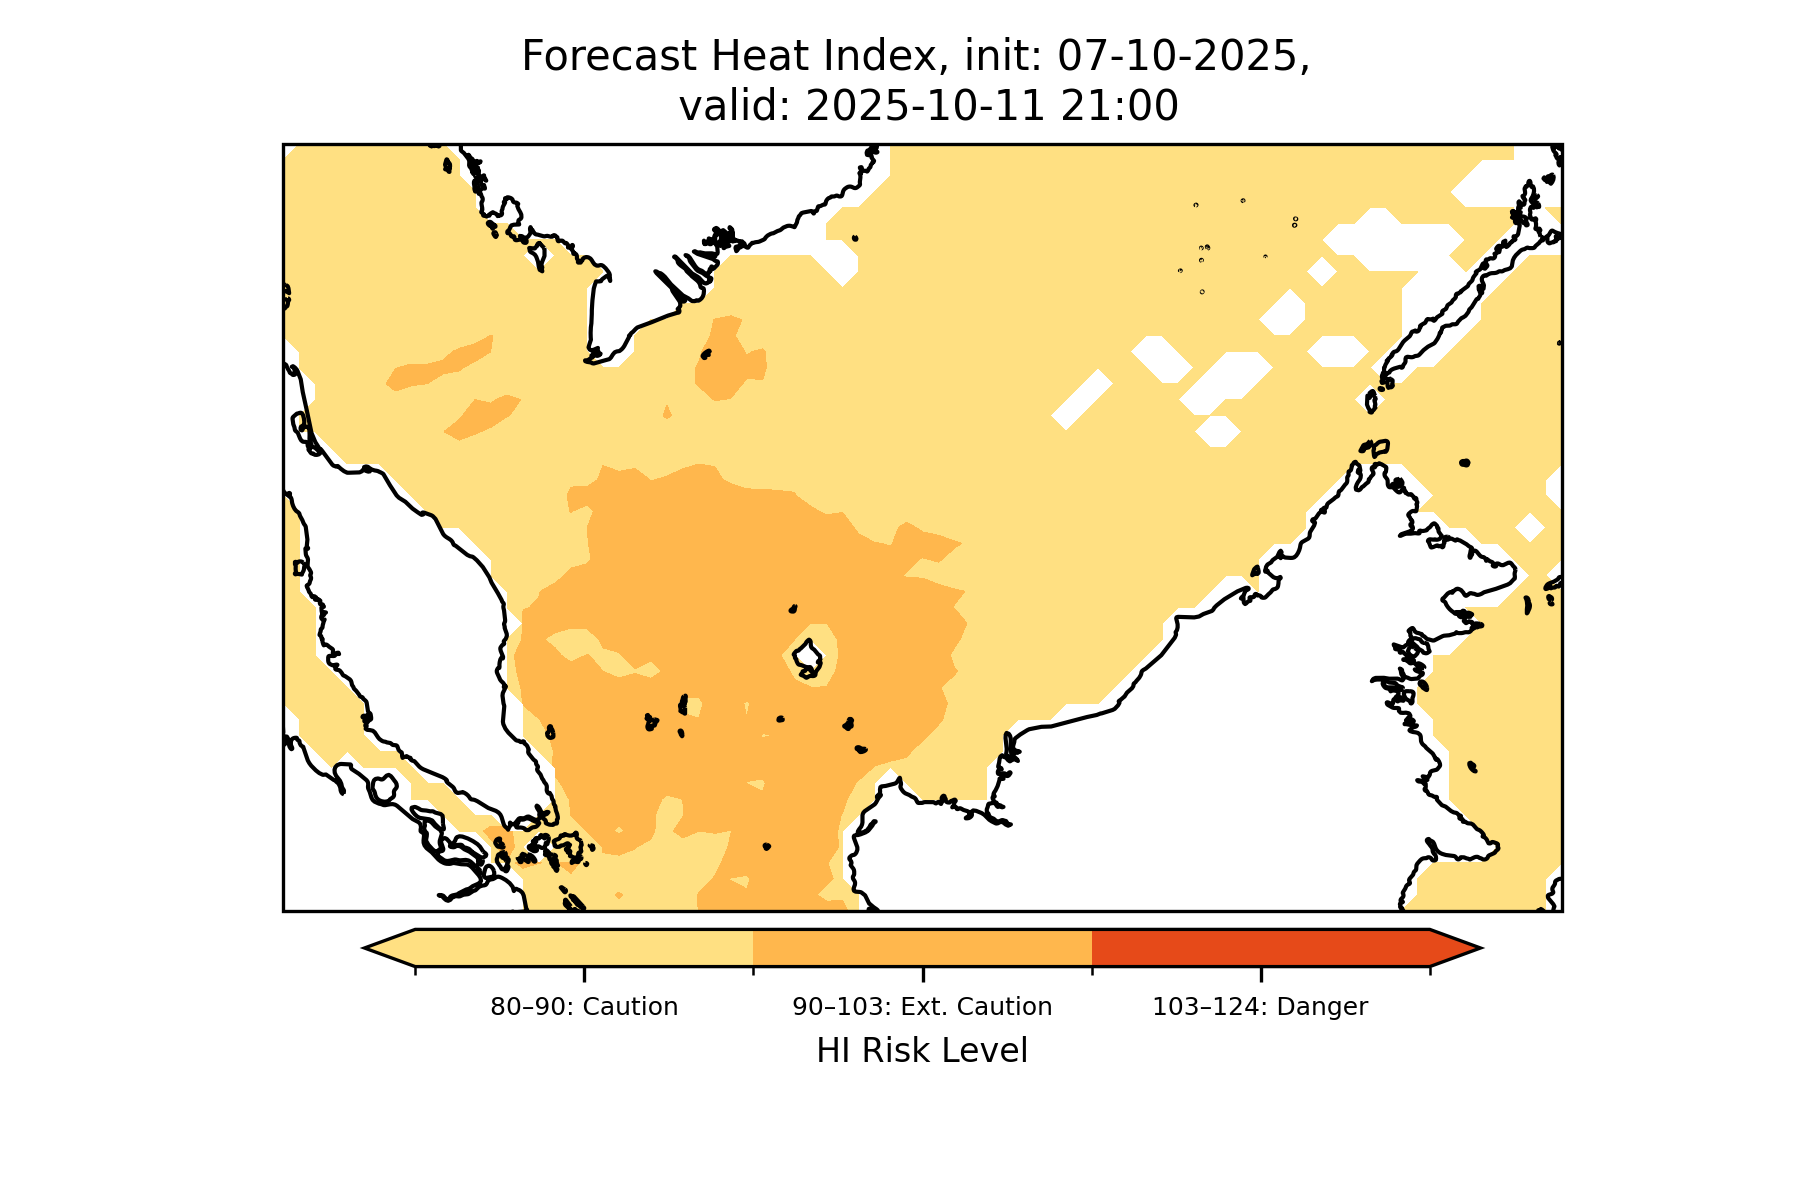 Forecast Heat Index, init: 07-10-2025,
valid: 2025-10-11 21:00
80–90: Caution
90–103: Ext. Caution
103–124: Danger
HI Risk Level